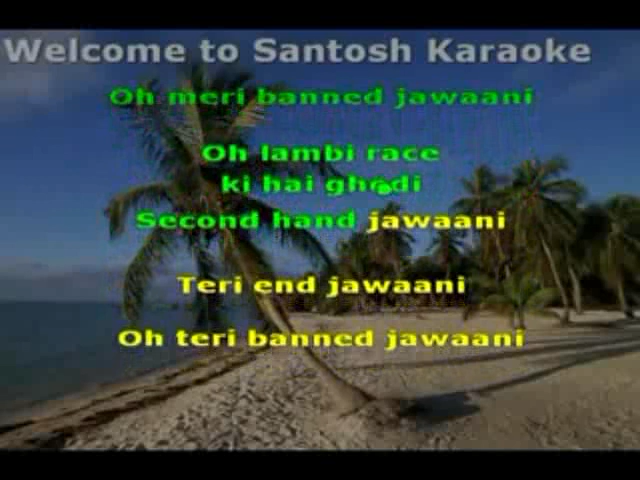 Welcome to Santosh Karaoke
Oh meri banned jawaani
Oh lambi race
ki hai ghodi
Second hand jawaani
Teri end jawaani
Oh teri banned jawaani